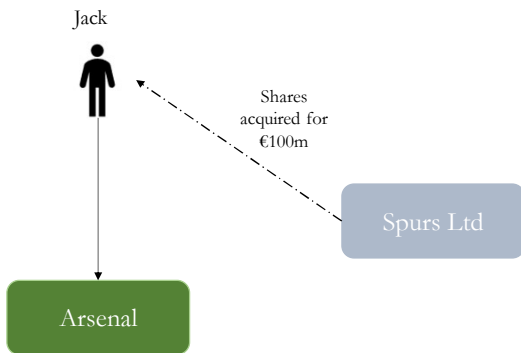 Jack
Shares
acquired for
€100m
Spurs Ltd
Arsenal